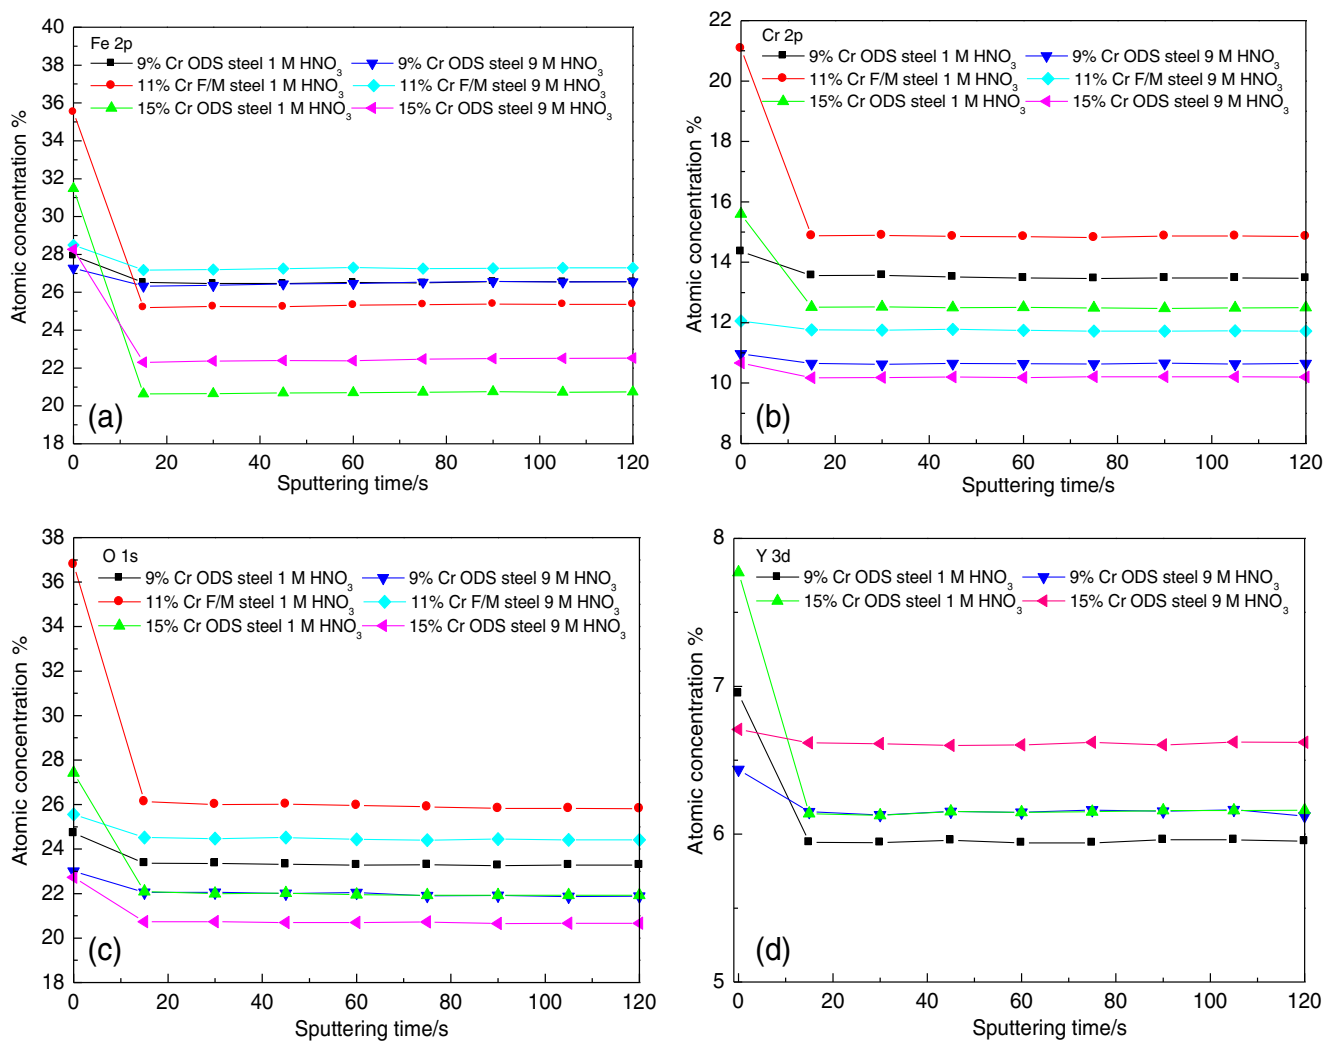 Fe 2p
9% Cr ODS steel 1 M HNO3 9% Cr ODS steel 9 M HNO3
11% Cr F/M steel 1 M HNO3 11% Cr F/M steel 9 M HNO3
15% Cr ODS steel 1 M HNO3 15% Cr ODS steel 9 M HNO3
Atomic concentration %
40
38
36
34
32
30
28
26
24
22
20
18
(a)
0 20 40 60 80 100 120
Sputtering time/s
Cr 2p
9% Cr ODS steel 1 M HNO3 9% Cr ODS steel 9 M HNO3
11% Cr F/M steel 1 M HNO3 11% Cr F/M steel 9 M HNO3
15% Cr ODS steel 1 M HNO3 15% Cr ODS steel 9 M HNO3
Atomic concentration %
22
20
18
16
14
12
10
8
(b)
0 20 40 60 80 100 120
Sputtering time/s
O 1s
9% Cr ODS steel 1 M HNO3 9% Cr ODS steel 9 M HNO3
11% Cr F/M steel 1 M HNO3 11% Cr F/M steel 9 M HNO3
15% Cr ODS steel 1 M HNO3 15% Cr ODS steel 9 M HNO3
Atomic concentration %
38
36
34
32
30
28
26
24
22
20
18
(c)
0 20 40 60 80 100 120
Sputtering time/s
Y 3d
9% Cr ODS steel 1 M HNO3 9% Cr ODS steel 9 M HNO3
15% Cr ODS steel 1 M HNO3 15% Cr ODS steel 9 M HNO3
Atomic concentration %
8
7
6
5
(d)
0 20 40 60 80 100 120
Sputtering time/s